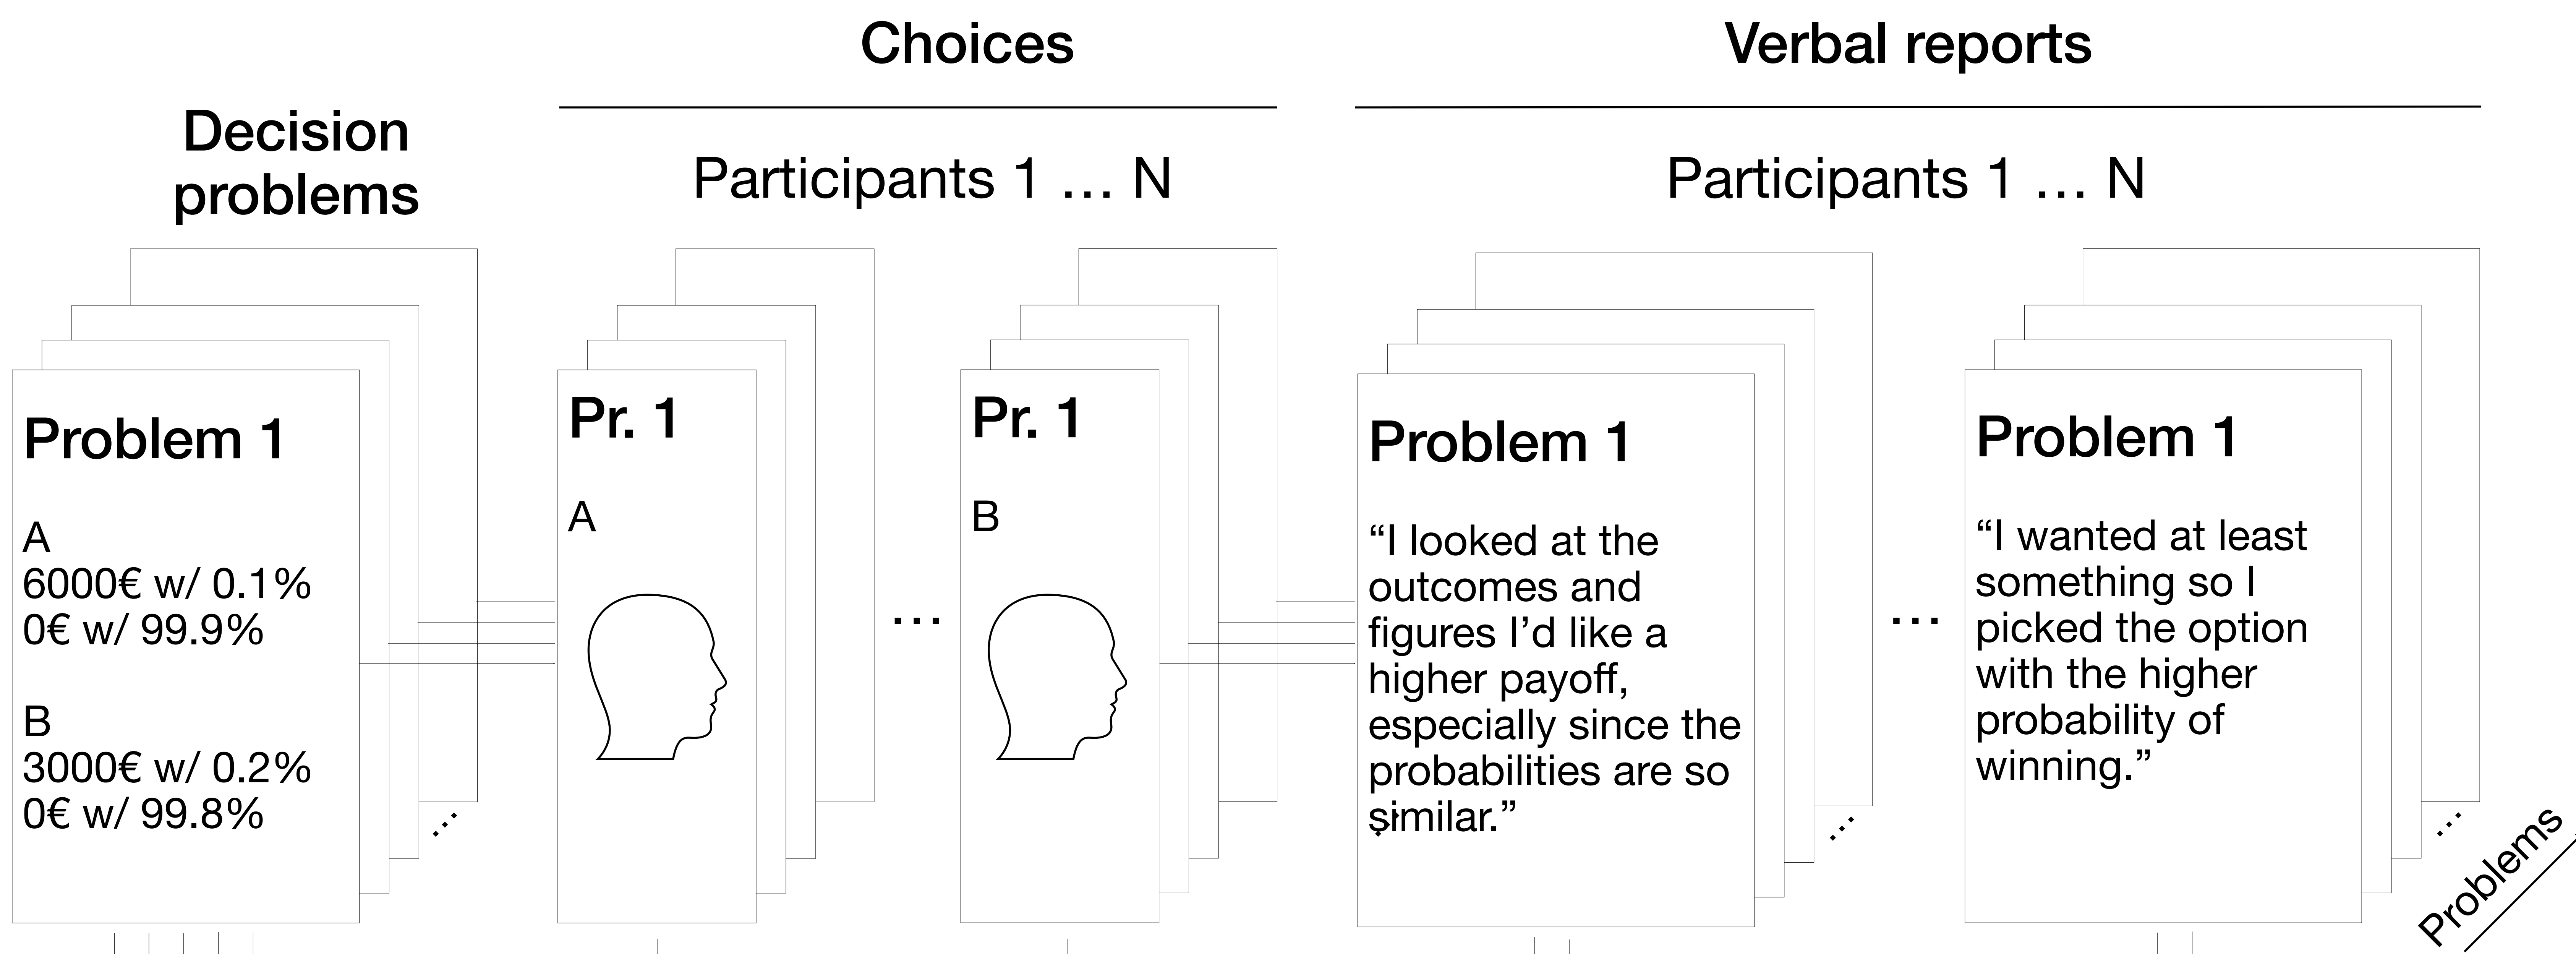 Choices
Verbal reports
Decision
problems
Participants 1 ... N
Participants 1 ... N
Problem 1
A
6000€ w/ 0.1%
0€ w/ 99.9%
B
3000€ w/ 0.2%
0€ w/ 99.8%
...
Pr. 1
A
...
Pr. 1
B
Problem 1
“I looked at the
outcomes and
figures I’d like a
higher payoff,
especially since the
probabilities are so
similar.”
...
...
...
Problem 1
“I wanted at least
something so I
picked the option
with the higher
probability of
winning.”
...
Problems